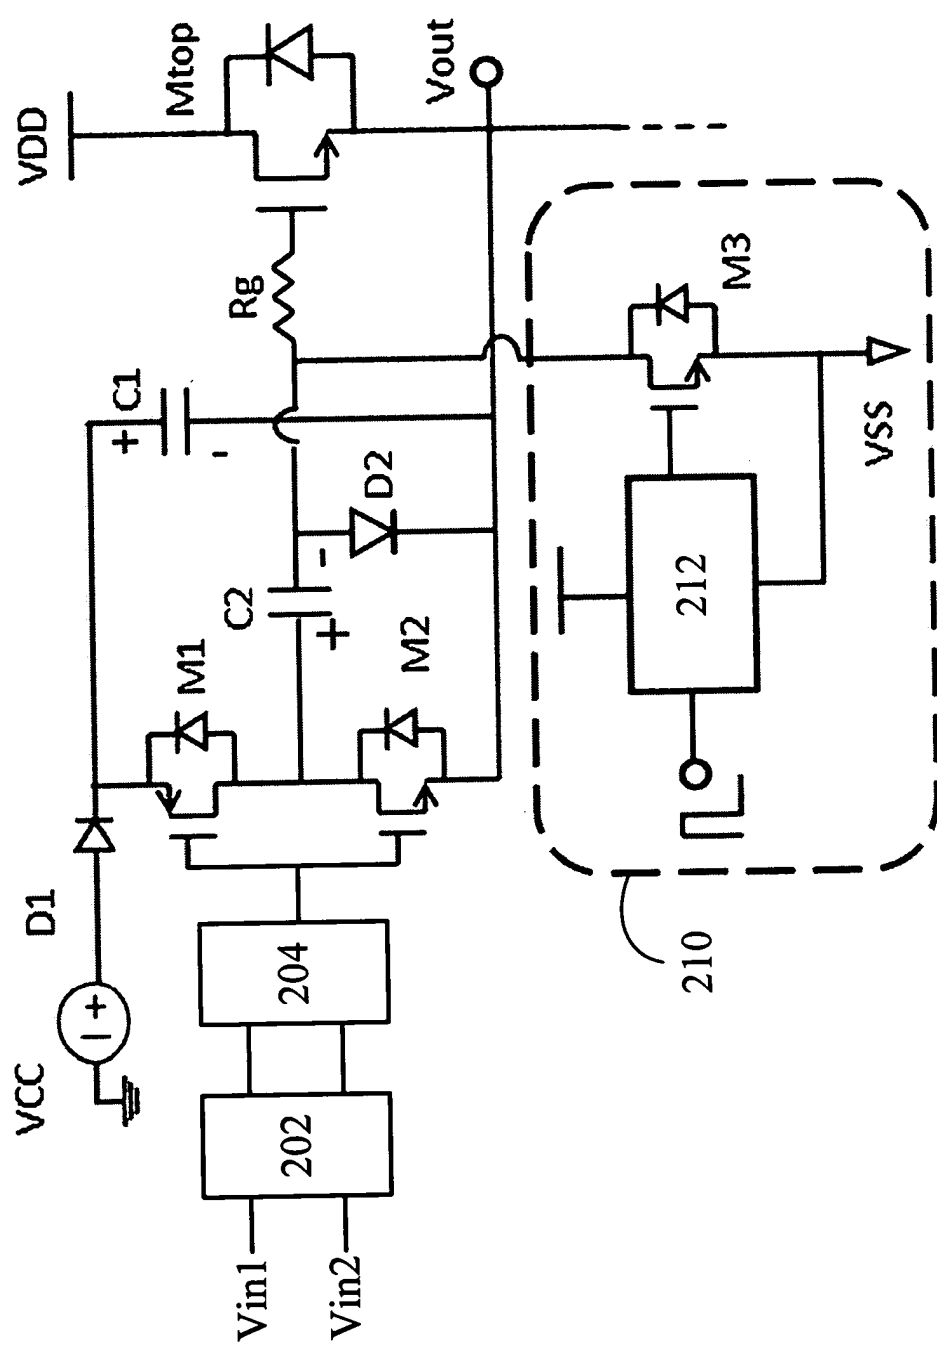 VDD
Mtop
Vout
Rg
C1
+
-
D2
-
C2
+
M1
M2
D1
VCC
+
-
204
202
Vin1
Vin2
M3
VSS
212
210